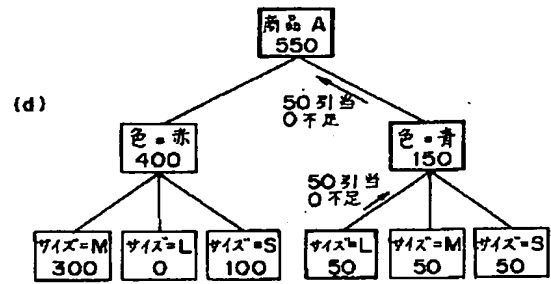 商品 A
550
(d)
50 引当
0 不足
色 = 赤
400
色 = 青
150
50 引当
0 不足
サイズ=M
300
サイズ=L
0
サイズ=S
100
サイズ=L
50
サイズ=M
50
サイズ=S
50